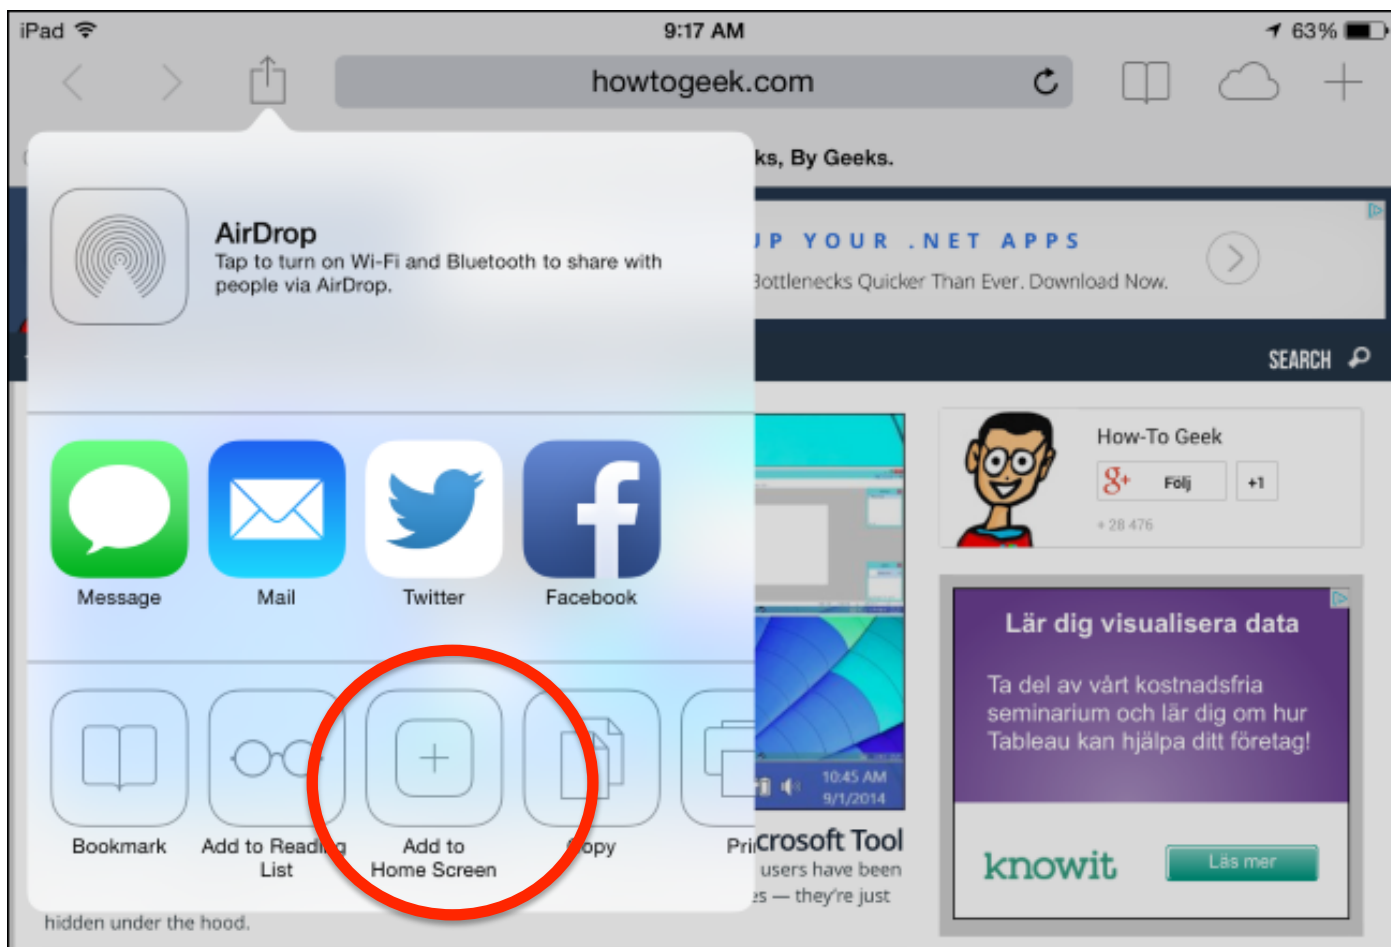 iPad
9:17 AM
63%
howtogeek.com
ks, By Geeks.
AirDrop
Tap to turn on Wi-Fi and Bluetooth to share with
people via AirDrop.
UP YOUR .NET APPS
Bottlenecks Quicker Than Ever. Download Now.
SEARCH
Message
Mail
Twitter
Facebook
How-To Geek
g+ Följ +1
+ 28 476
Lär dig visualisera data
Ta del av vårt kostnadsfria
seminarium och lär dig om hur
Tableau kan hjälpa ditt företag!
knowit
Läs mer
10:45 AM
9/1/2014
Bookmark
Add to Reading
List
Add to
Home Screen
Copy
Pri
crosoft Tool
users have been
es — they're just
hidden under the hood.